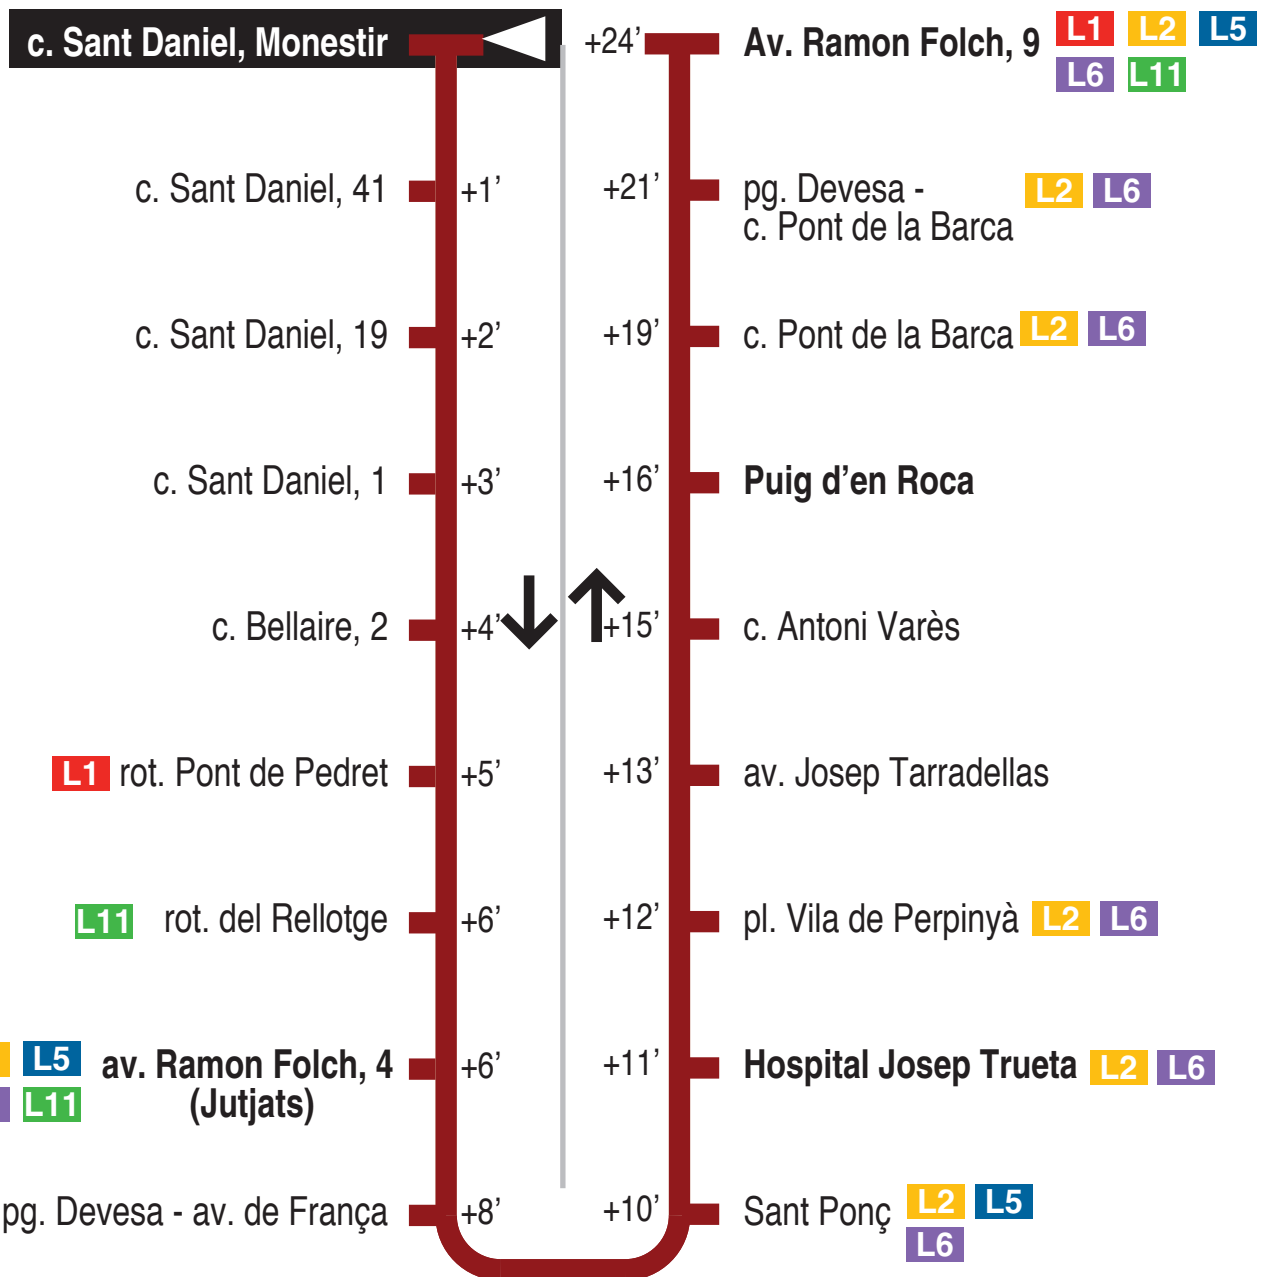 c. Sant Daniel, Monestir
c. Sant Daniel, 41 +1’
c. Sant Daniel, 19 +2’
c. Sant Daniel, 1 +3’
c. Bellaire, 2 +4’
L1 rot. Pont de Pedret +5’
L11 rot. del Rellotge +6’
L5 av. Ramon Folch, 4 +6’
L11 (Jutjats)
pg. Devesa - av. de França +8’
+24’ Av. Ramon Folch, 9 L1 L2 L5
L6 L11
+21’ pg. Devesa - L2 L6
c. Pont de la Barca
+19’ c. Pont de la Barca L2 L6
+16’ Puig d’en Roca
+15’ c. Antoni Varès
+13’ av. Josep Tarradellas
+12’ pl. Vila de Perpinyà L2 L6
+11’ Hospital Josep Trueta L2 L6
+10’ Sant Ponç L2 L5
L6